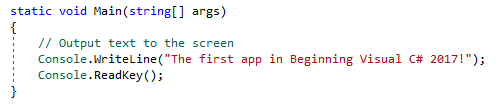 static void Main(string[] args)
{
    // Output text to the screen
    Console.WriteLine("The first app in Beginning Visual C# 2017!");
    Console.ReadKey();
}